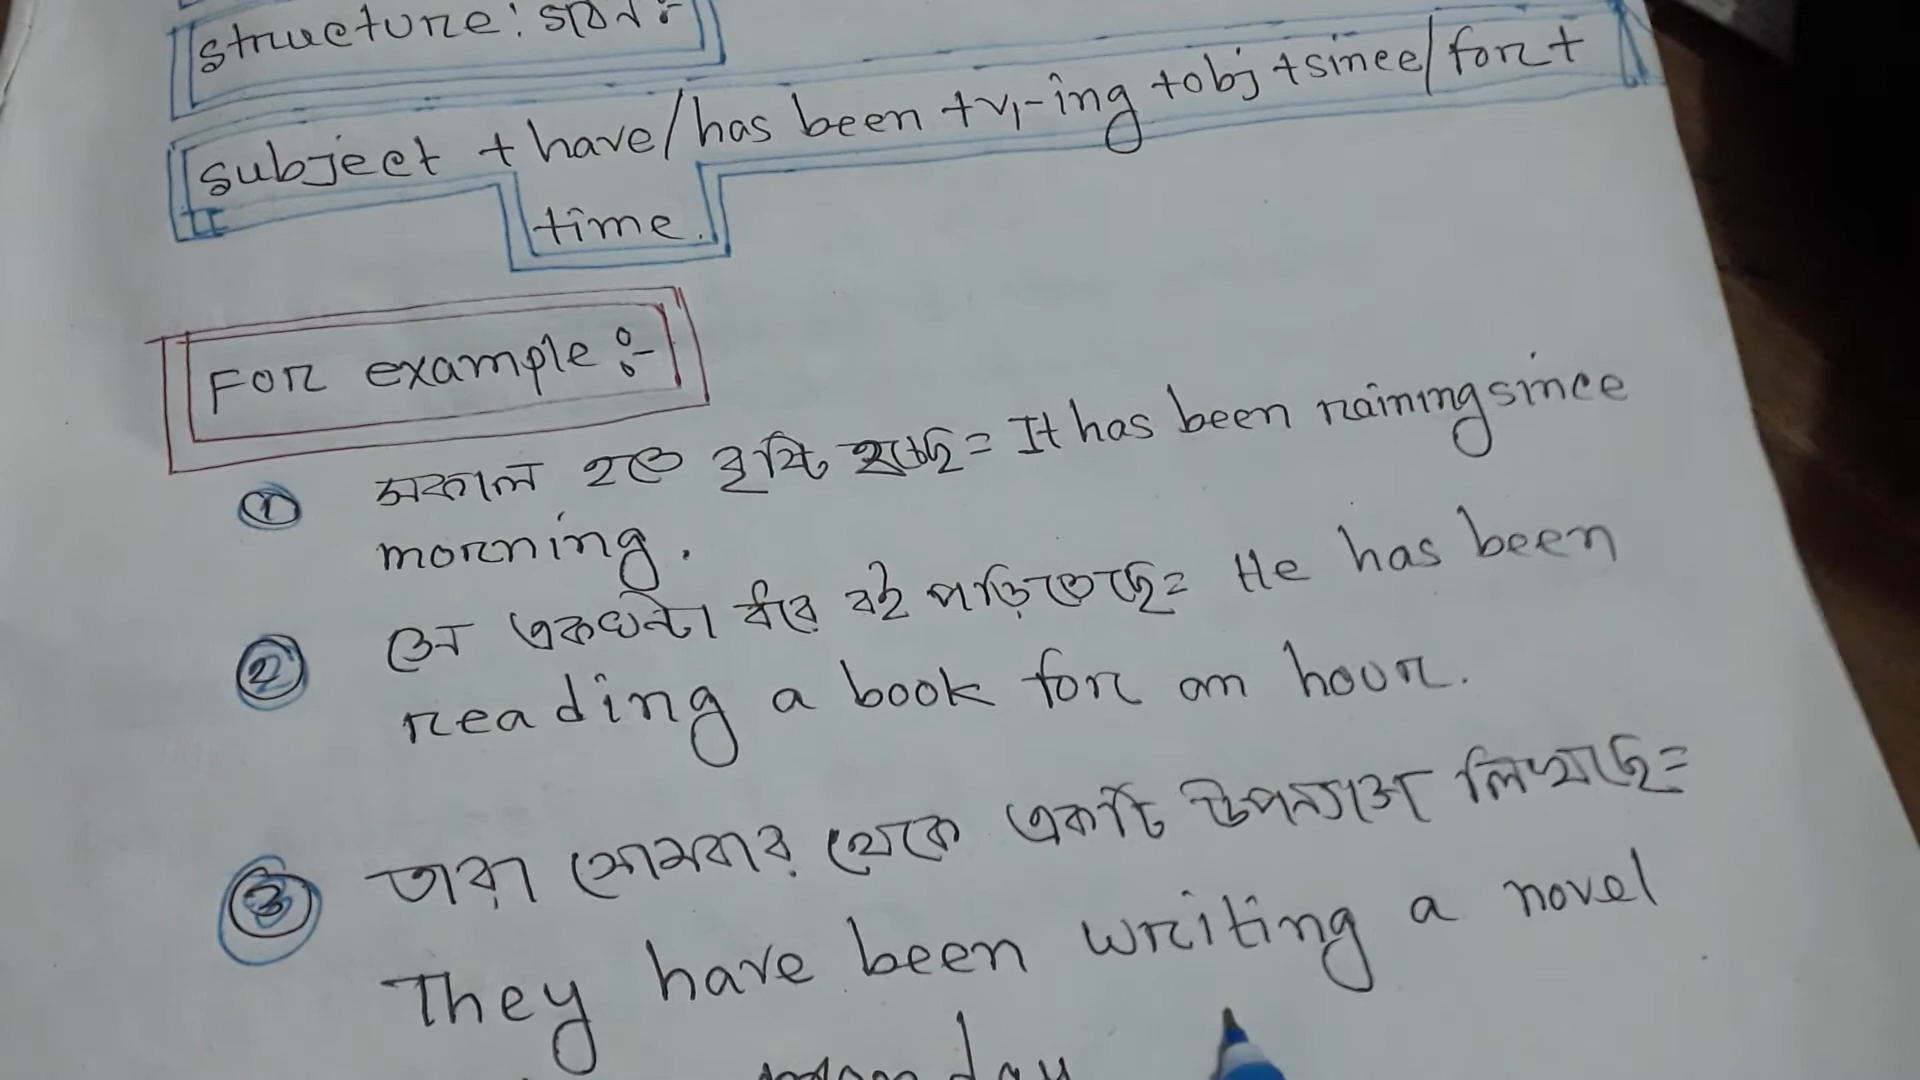 structure: গঠন :-
subject + have/has been + v₁-ing + obj + since/for +
time.
For example :-
① সকাল হতে বৃষ্টি হচ্ছে = It has been raining since
morning.
② সে একঘন্টা ধরে বই পড়িতেছে = He has been
reading a book for an hour.
③ তারা সোমবার থেকে একটি উপন্যাস লিখছে =
They have been writing a novel
day